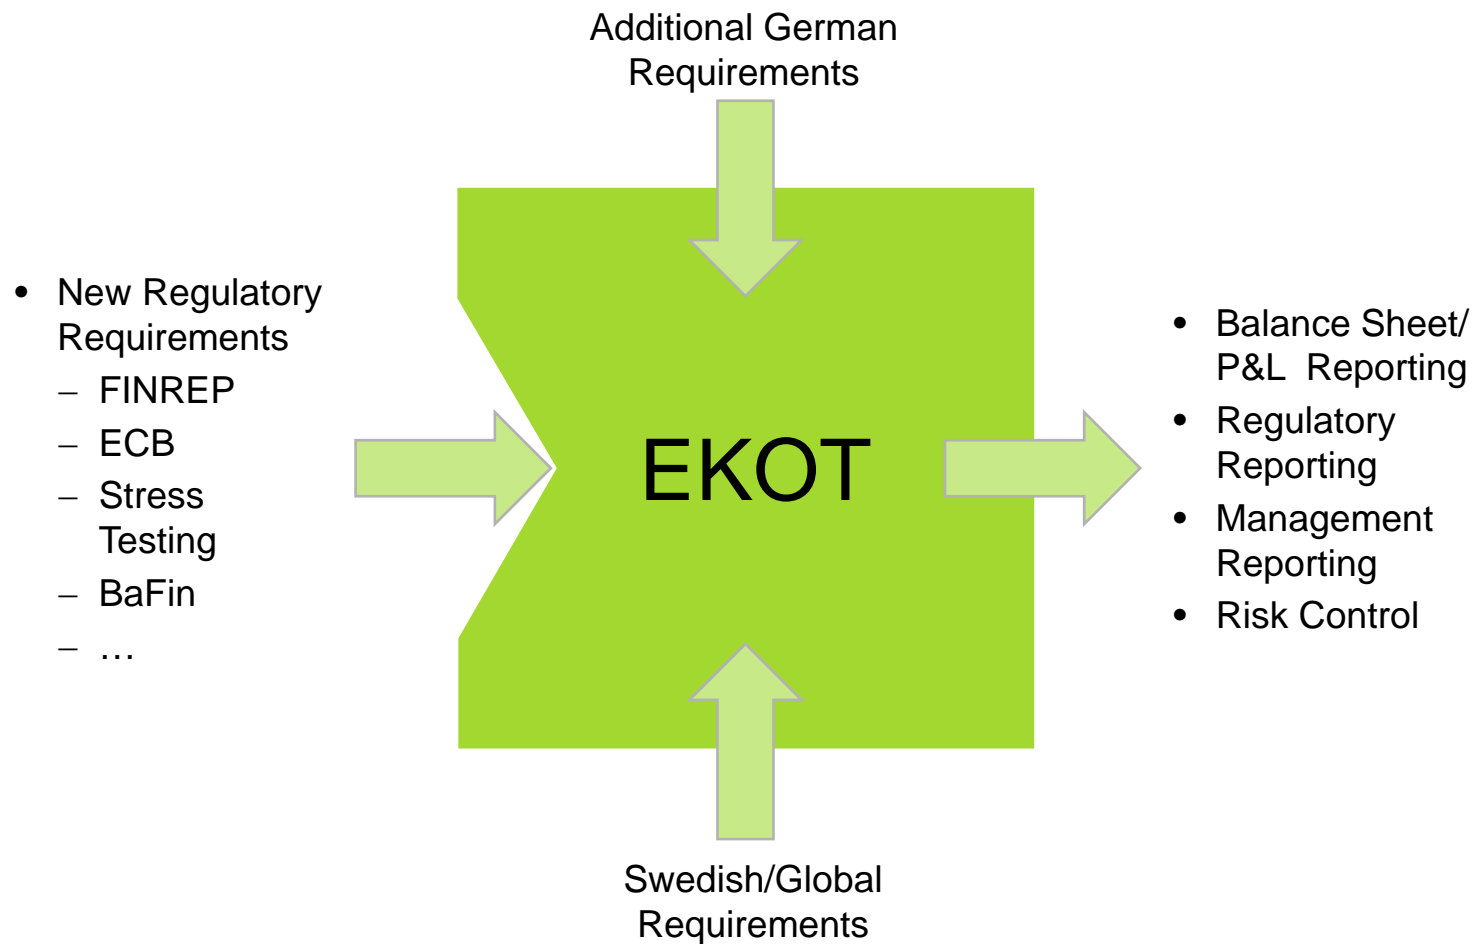 Additional German
Requirements
• New Regulatory
Requirements
– FINREP
– ECB
– Stress
Testing
– BaFin
– …
EKOT
• Balance Sheet/
P&L Reporting
• Regulatory
Reporting
• Management
Reporting
• Risk Control
Swedish/Global
Requirements